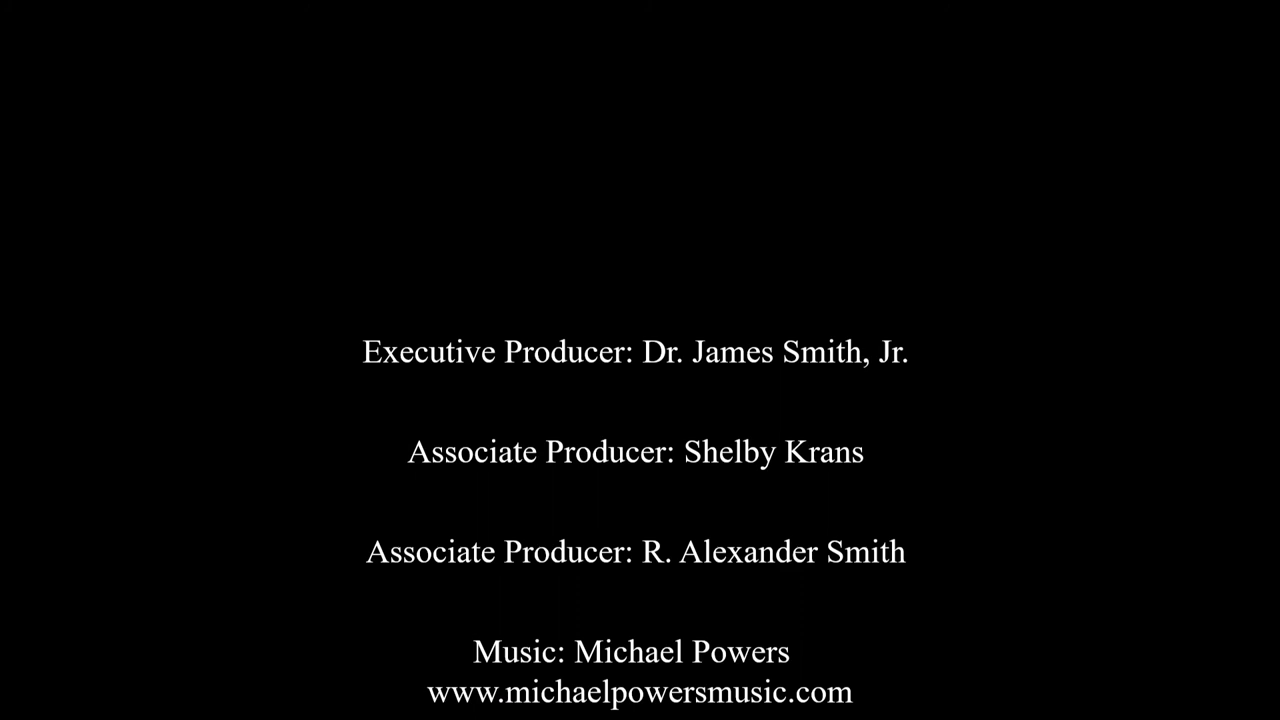 Executive Producer: Dr. James Smith, Jr.
Associate Producer: Shelby Krans
Associate Producer: R. Alexander Smith
Music: Michael Powers
www.michaelpowersmusic.com